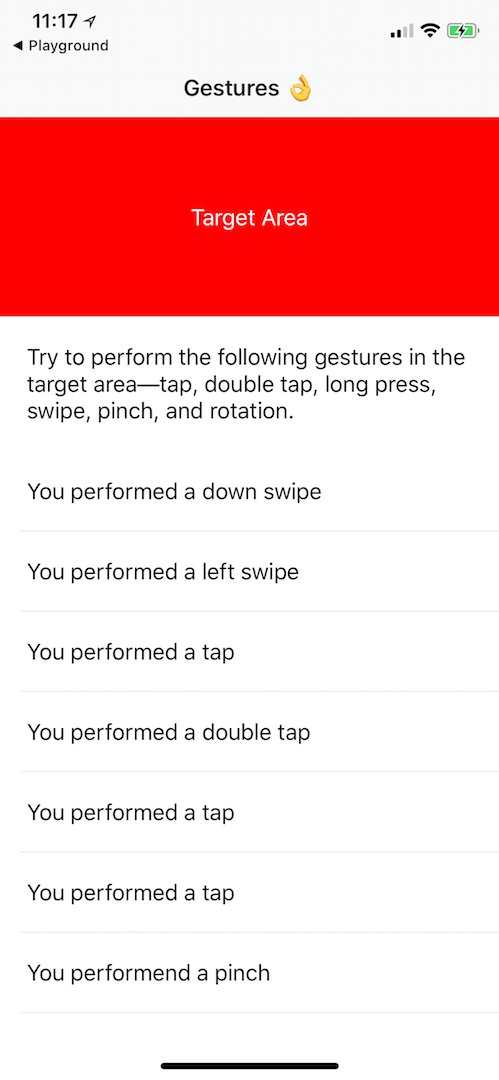 11:17
Playground
Gestures 👌
Target Area
Try to perform the following gestures in the
target area—tap, double tap, long press,
swipe, pinch, and rotation.
You performed a down swipe
You performed a left swipe
You performed a tap
You performed a double tap
You performed a tap
You performed a tap
You performend a pinch